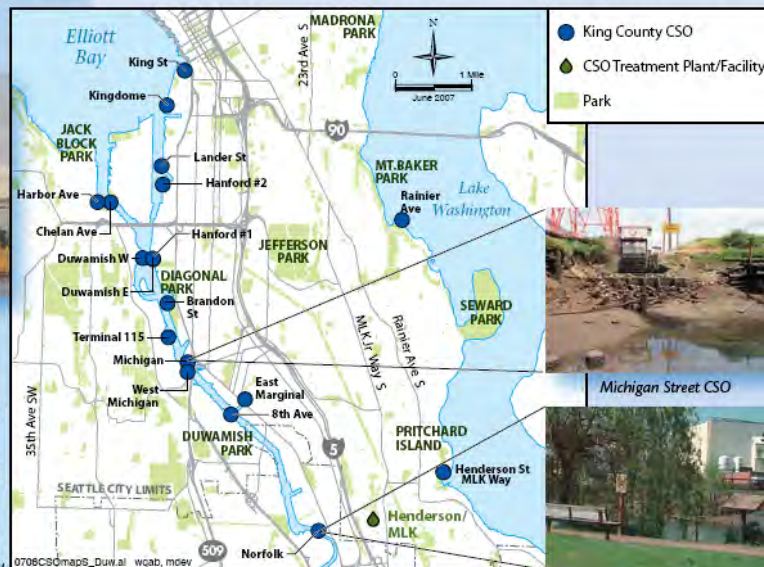 MADRONA
PARK
Elliott
Bay
King St
23rd Ave S
N
0 1 Mile
June 2007
King County CSO
CSO Treatment Plant/Facility
Park
Kingdome
90
JACK
BLOCK
PARK
Lander St
Hanford #2
MT.BAKER
PARK
Rainier
Ave
Lake
Washington
Harbor Ave
Chelan Ave
Hanford #1
JEFFERSON
PARK
Duwamish W
Duwamish E
DIAGONAL
PARK
Brandon
St
SEWARD
PARK
Terminal 115
MLK Jr. Way S
Rainier Ave S
Michigan
West
Michigan
East
Marginal
8th Ave
Michigan Street CSO
35th Ave SW
DUWAMISH
PARK
5
PRITCHARD
ISLAND
Henderson St
MLK Way
SEATTLE CITY LIMITS
Henderson/
MLK
Norfolk
509
0706CSOmapS_Duw.ai wqab, mdev